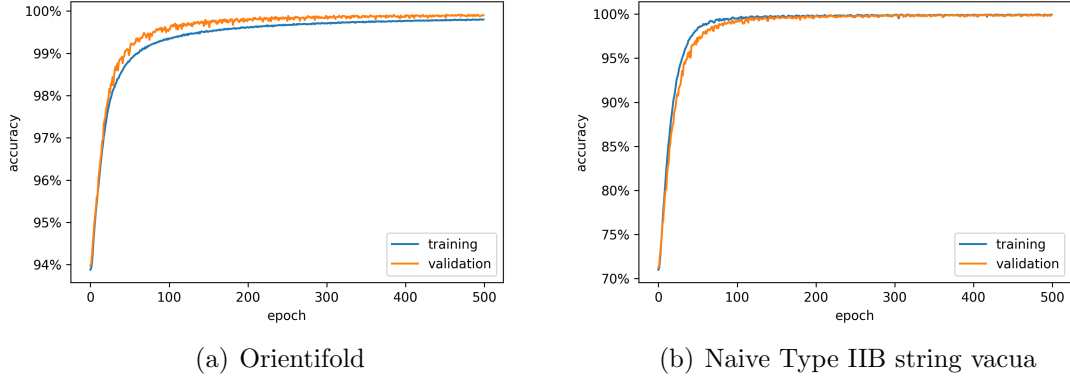 100%
99%
98%
97%
96%
95%
94%
accuracy
0 100 200 300 400 500
epoch
training
validation
(a) Orientifold
100%
95%
90%
85%
80%
75%
70%
accuracy
0 100 200 300 400 500
epoch
training
validation
(b) Naive Type IIB string vacua